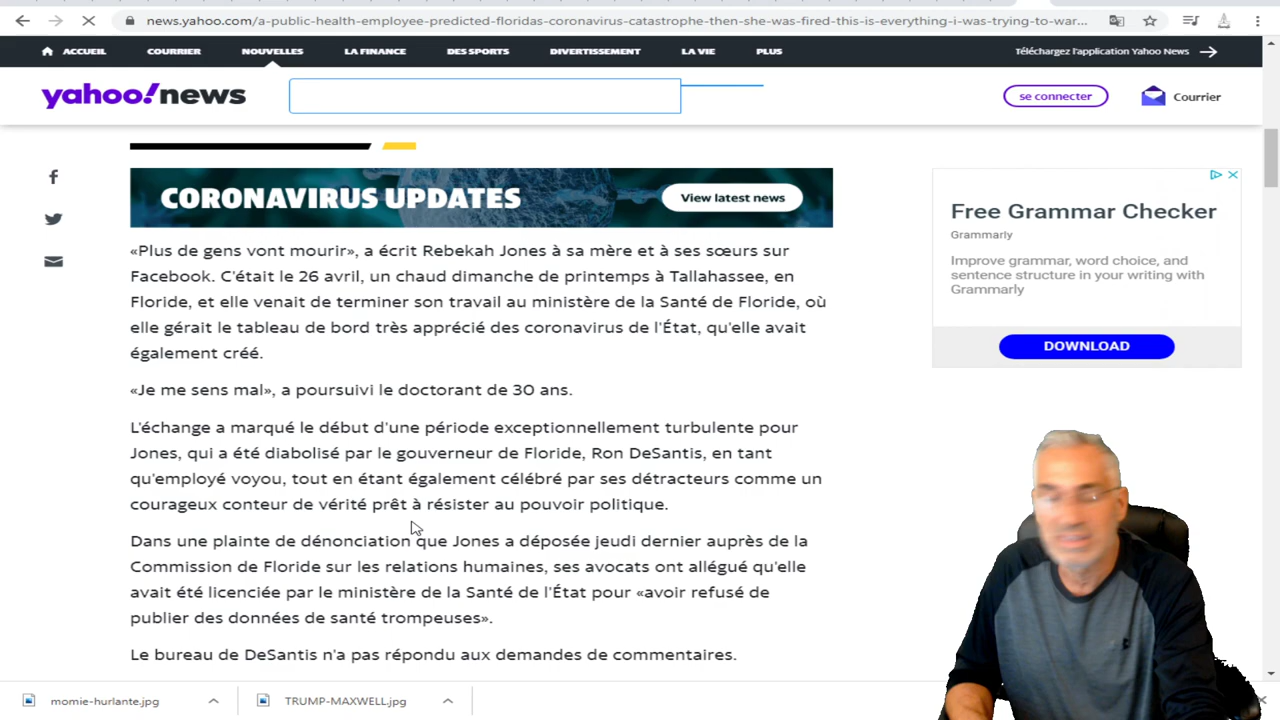 news.yahoo.com/a-public-health-employee-predicted-floridas-coronavirus-catastrophe-then-she-was-fired-this-is-everything-i-was-trying-to-war...
ACCUEIL COURRIER NOUVELLES LA FINANCE DES SPORTS DIVERTISSEMENTS LA VIE PLUS Téléchargez l'application Yahoo News
yahoo!news se connecter Courrier
CORONAVIRUS UPDATES View latest news
«Plus de gens vont mourir», a écrit Rebekah Jones à sa mère et à ses sœurs sur
Facebook. C'était le 26 avril, un chaud dimanche de printemps à Tallahassee, en
Floride, et elle venait de terminer son travail au ministère de la Santé de Floride, où
elle gérait le tableau de bord très apprécié des coronavirus de l'État, qu'elle avait
également créé.
«Je me sens mal», a poursuivi le doctorant de 30 ans.
L'échange a marqué le début d'une période exceptionnellement turbulente pour
Jones, qui a été diabolisé par le gouverneur de Floride, Ron DeSantis, en tant
qu'employé voyou, tout en étant également célébré par ses détracteurs comme un
courageux conteur de vérité prêt à résister au pouvoir politique.
Dans une plainte de dénonciation que Jones a déposée jeudi dernier auprès de la
Commission de Floride sur les relations humaines, ses avocats ont allégué qu'elle
avait été licenciée par le ministère de la Santé de l'État pour «avoir refusé de
publier des données de santé trompeuses».
Le bureau de DeSantis n'a pas répondu aux demandes de commentaires.
Free Grammar Checker
Grammarly
Improve grammar, word choice, and
sentence structure in your writing with
Grammarly
DOWNLOAD
momie-hurlante.jpg TRUMP-MAXWELL.jpg